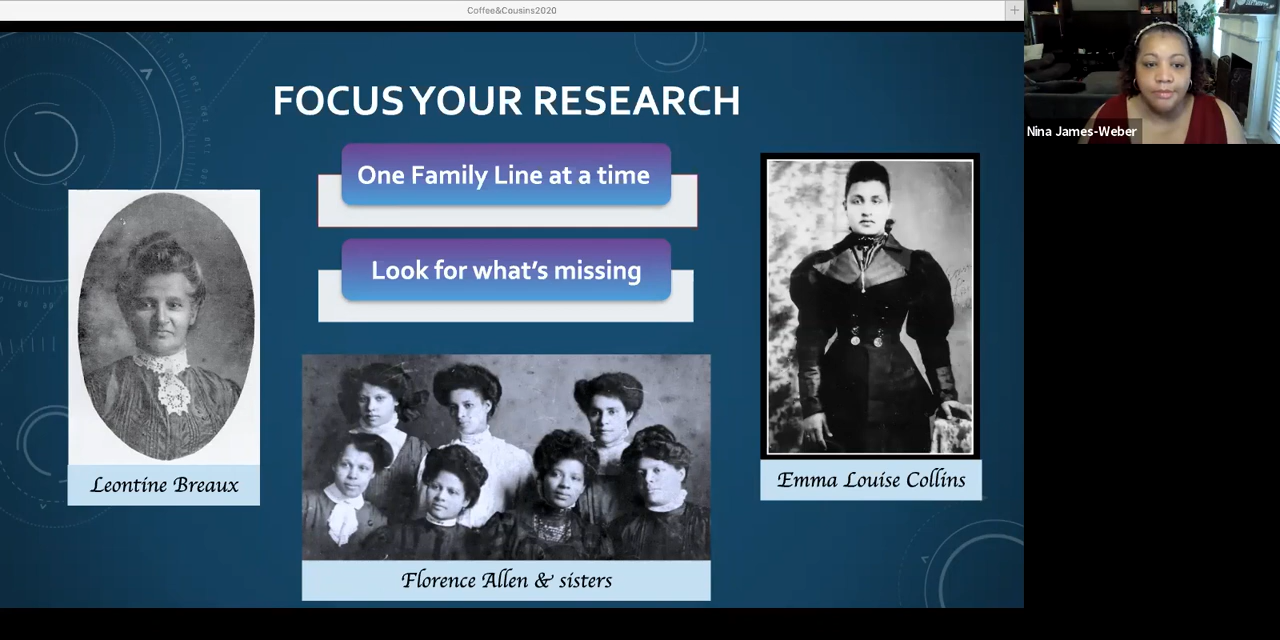 Coffee&Cousins2020
+
FOCUS YOUR RESEARCH
One Family Line at a time
Look for what's missing
Leontine Breaux
Florence Allen & sisters
Emma Louise Collins
Nina James-Weber